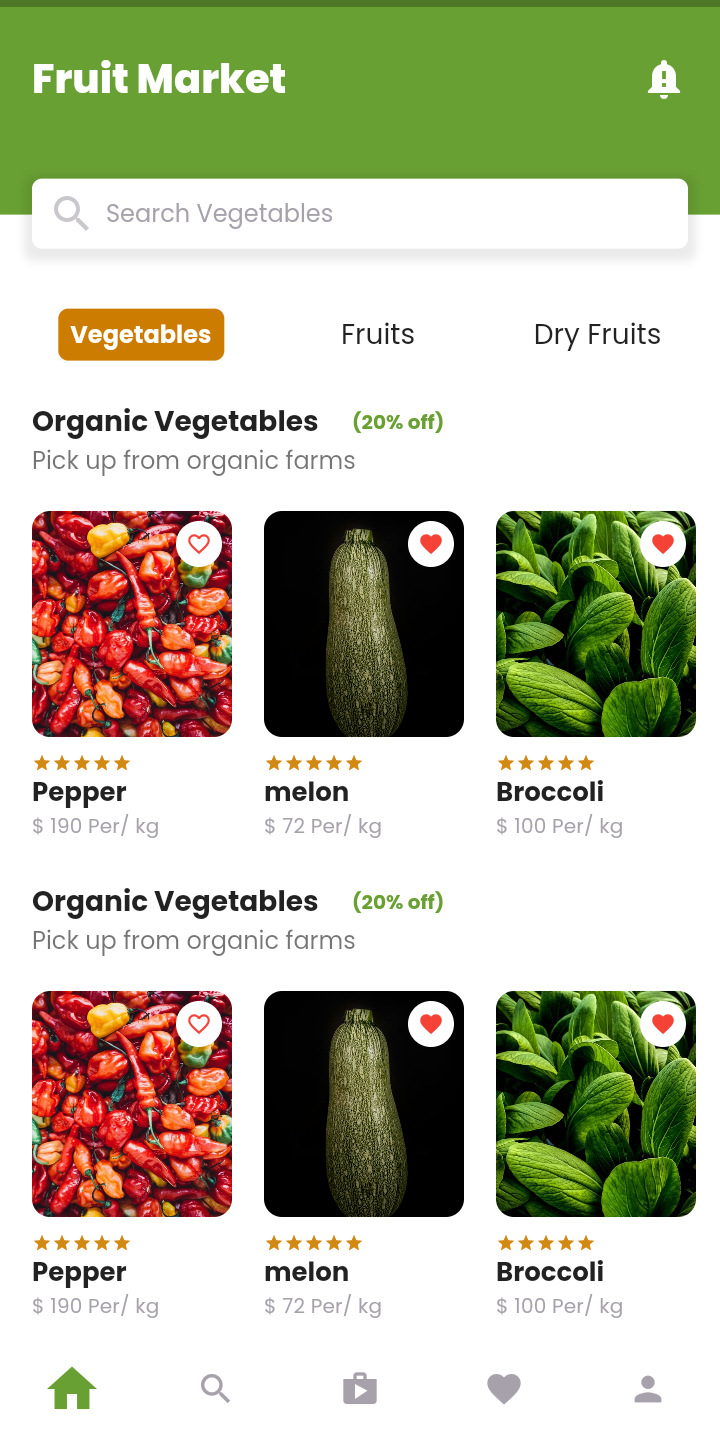 Fruit Market
Search Vegetables
Vegetables Fruits Dry Fruits
Organic Vegetables (20% off)
Pick up from organic farms
Pepper melon Broccoli
$ 190 Per/ kg $ 72 Per/ kg $ 100 Per/ kg
Organic Vegetables (20% off)
Pick up from organic farms
Pepper melon Broccoli
$ 190 Per/ kg $ 72 Per/ kg $ 100 Per/ kg